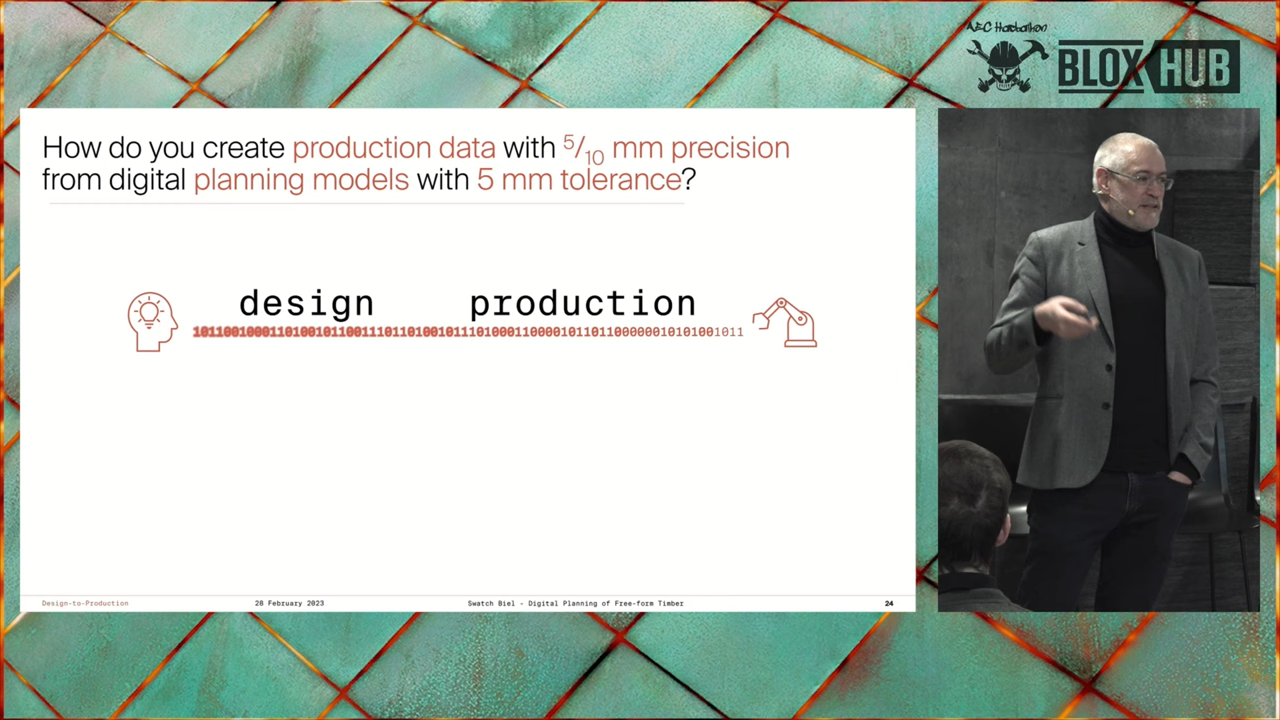 AEC Hackathon
BLOX HUB
How do you create production data with 5/10 mm precision
from digital planning models with 5 mm tolerance?
design production
1011001000110100101100111011010010111010001100001011011000000010101001011
Design-to-Production 28 February 2023 Swatch Biel - Digital Planning of Free-form Timber 24